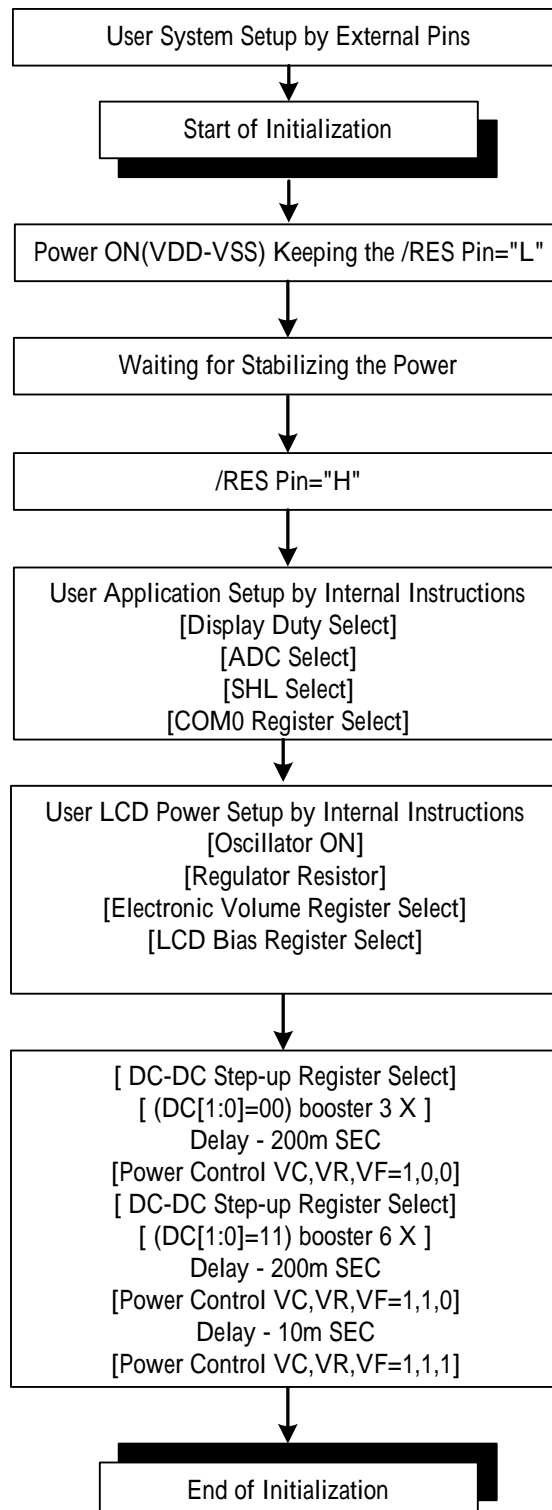 User System Setup by External Pins
Start of Initialization
Power ON(VDD-VSS) Keeping the /RES Pin="L"
Waiting for Stabilizing the Power
/RES Pin="H"
User Application Setup by Internal Instructions
[Display Duty Select]
[ADC Select]
[SHL Select]
[COM0 Register Select]
User LCD Power Setup by Internal Instructions
[Oscillator ON]
[Regulator Resistor]
[Electronic Volume Register Select]
[LCD Bias Register Select]
[ DC-DC Step-up Register Select]
[ (DC[1:0]=00) booster 3 X ]
Delay - 200m SEC
[Power Control VC,VR,VF=1,0,0]
[ DC-DC Step-up Register Select]
[ (DC[1:0]=11) booster 6 X ]
Delay - 200m SEC
[Power Control VC,VR,VF=1,1,0]
Delay - 10m SEC
[Power Control VC,VR,VF=1,1,1]
End of Initialization